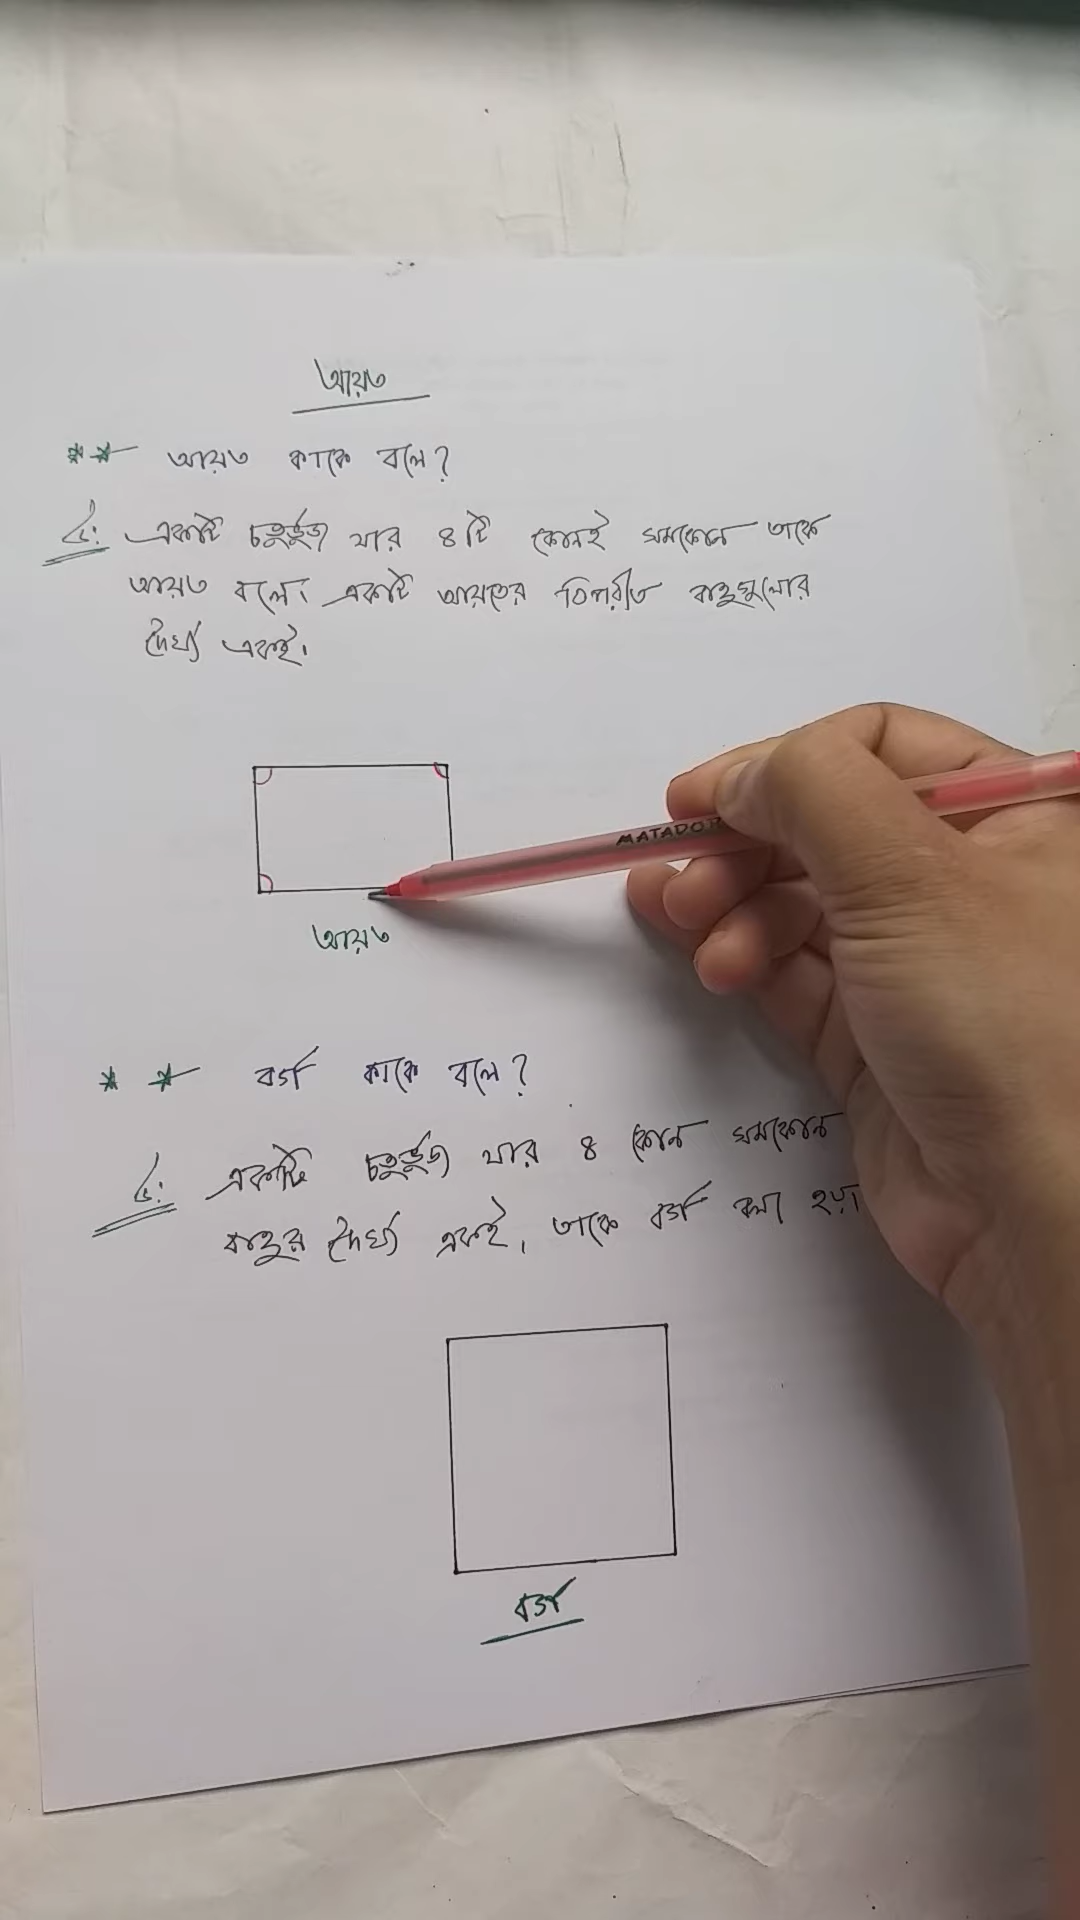 আয়ত
** আয়ত কাকে বলে?
উ: একটি চতুর্ভুজ যার ৪টি কোনই সমকোন তাকে
আয়ত বলে। একটি আয়তের বিপরীত বাহুগুলোর
দৈর্ঘ্য একই।
MATADOR
আয়ত
* * বর্গ কাকে বলে?
উ: একটি চতুর্ভুজ যার ৪ কোন সমকোন
বাহুর দৈর্ঘ্য একই, তাকে বর্গ বলা হয়
বর্গ